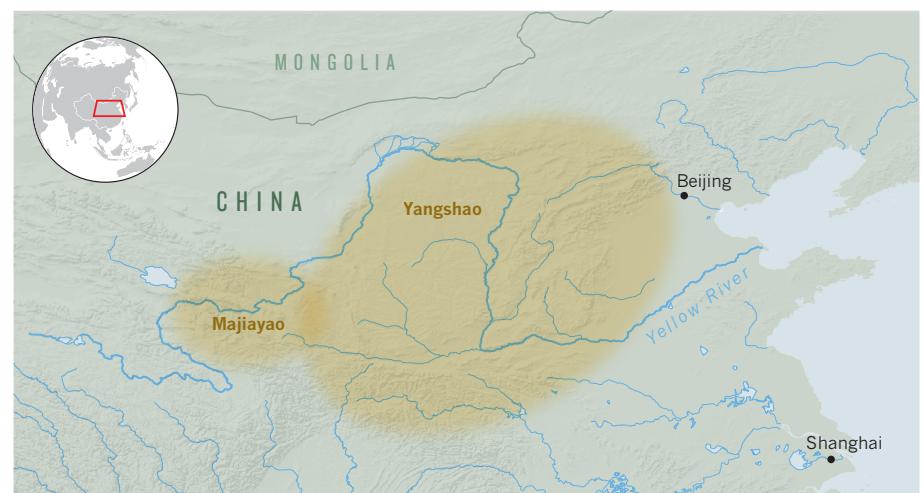 MONGOLIA
CHINA
Beijing
Yangshao
Yellow River
Majiayao
Shanghai